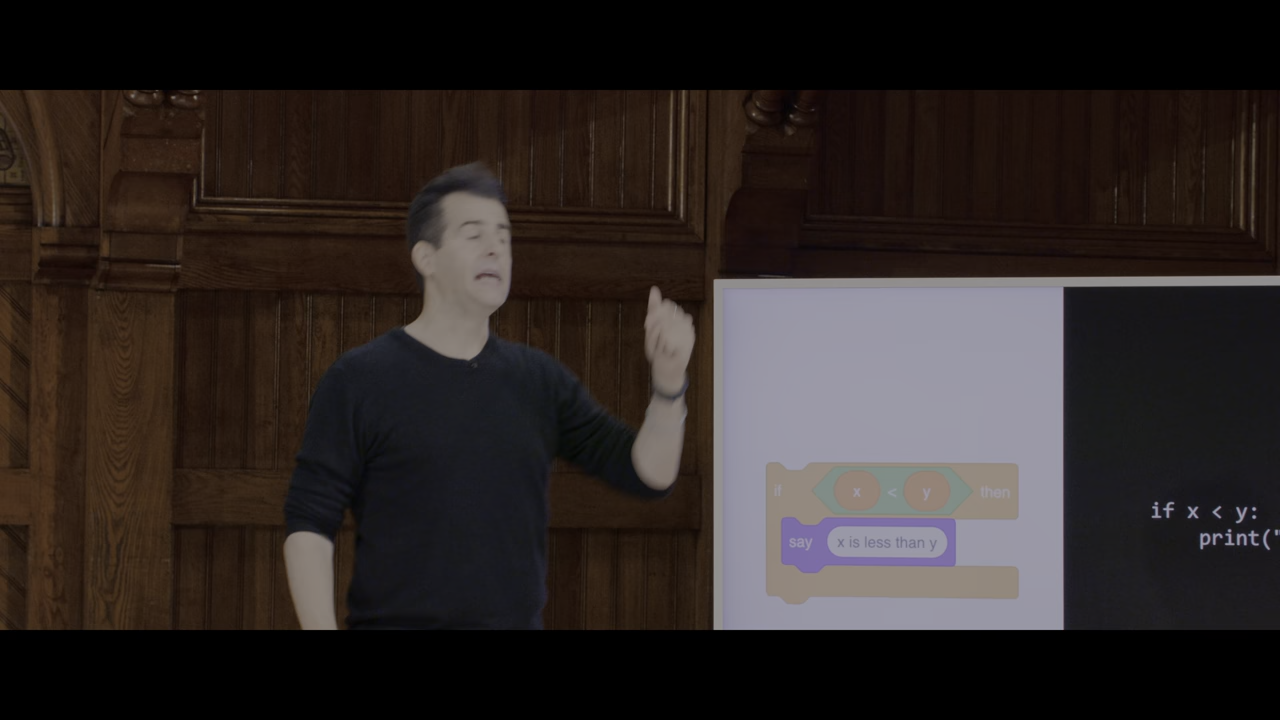 if x < y then
say x is less than y
if x < y:
print("